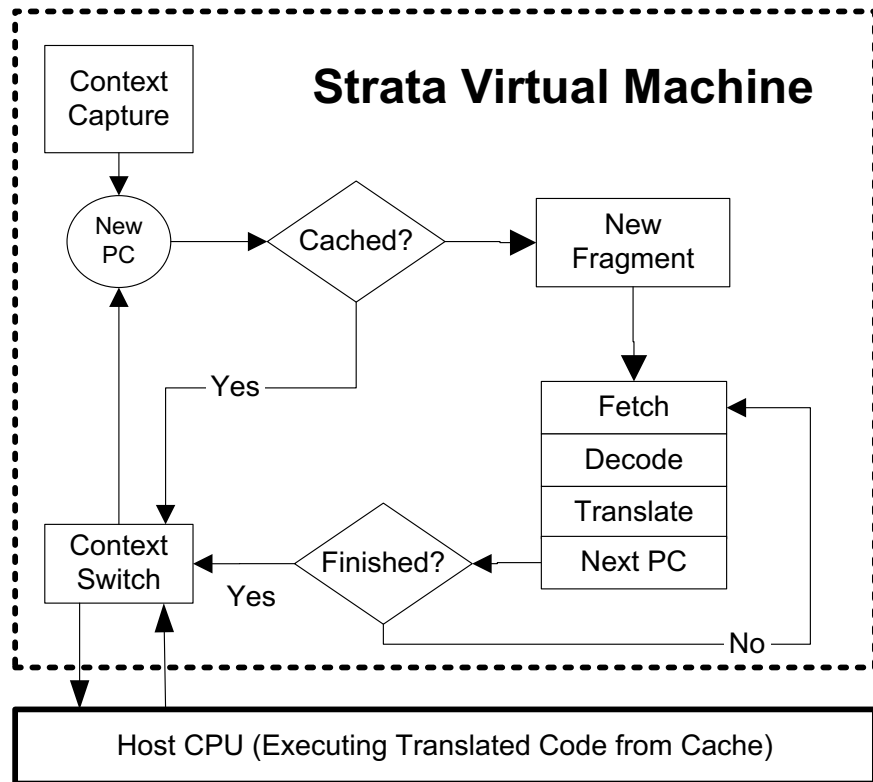 Strata Virtual Machine
Context
Capture
New
PC
Cached?
New
Fragment
Yes
Fetch
Decode
Translate
Next PC
Finished?
Context
Switch
Yes
No
Host CPU (Executing Translated Code from Cache)